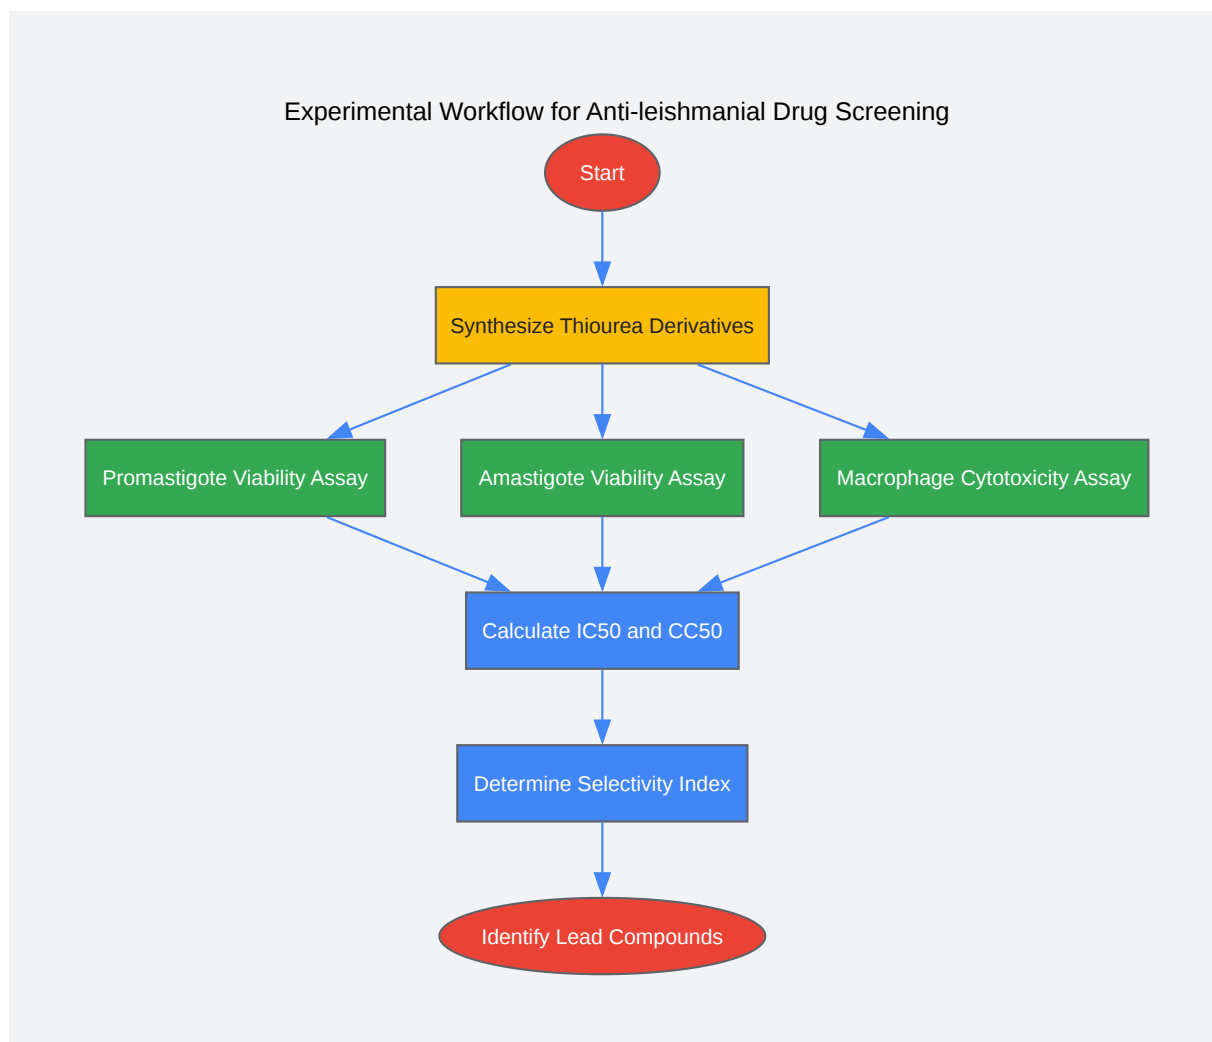 Experimental Workflow for Anti-leishmanial Drug Screening
Start
Synthesize Thiourea Derivatives
Promastigote Viability Assay
Amastigote Viability Assay
Macrophage Cytotoxicity Assay
Calculate IC50 and CC50
Determine Selectivity Index
Identify Lead Compounds